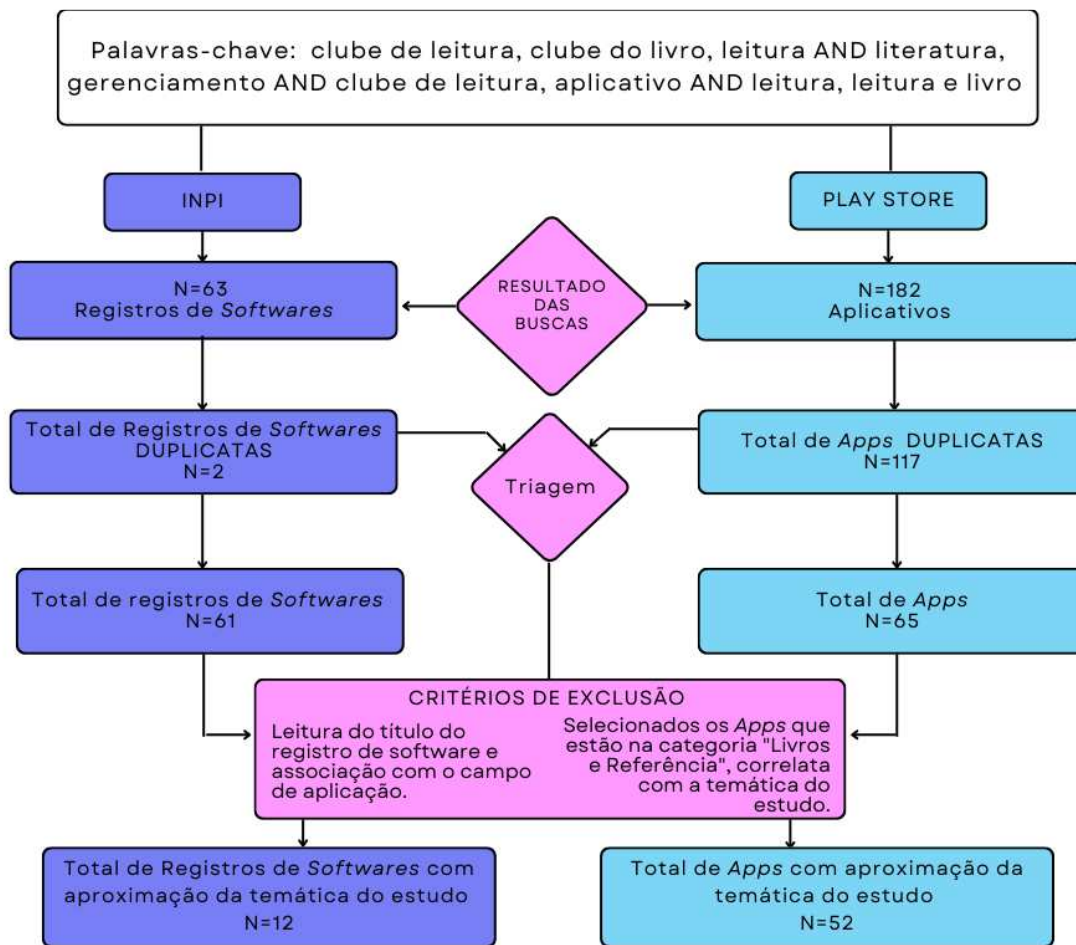 Palavras-chave: clube de leitura, clube do livro, leitura AND literatura,
gerenciamento AND clube de leitura, aplicativo AND leitura, leitura e livro
INPI
PLAY STORE
RESULTADO
DAS
BUSCAS
N=63
Registros de Softwares
N=182
Aplicativos
Total de Registros de Softwares
DUPLICATAS
N=2
Triagem
Total de Apps DUPLICATAS
N=117
Total de registros de Softwares
N=61
Total de Apps
N=65
CRITÉRIOS DE EXCLUSÃO
Leitura do título do
registro de software e
associação com o campo
de aplicação.
Selecionados os Apps que
estão na categoria "Livros
e Referência", correlata
com a temática do
estudo.
Total de Registros de Softwares com
aproximação da temática do estudo
N=12
Total de Apps com aproximação da
temática do estudo
N=52